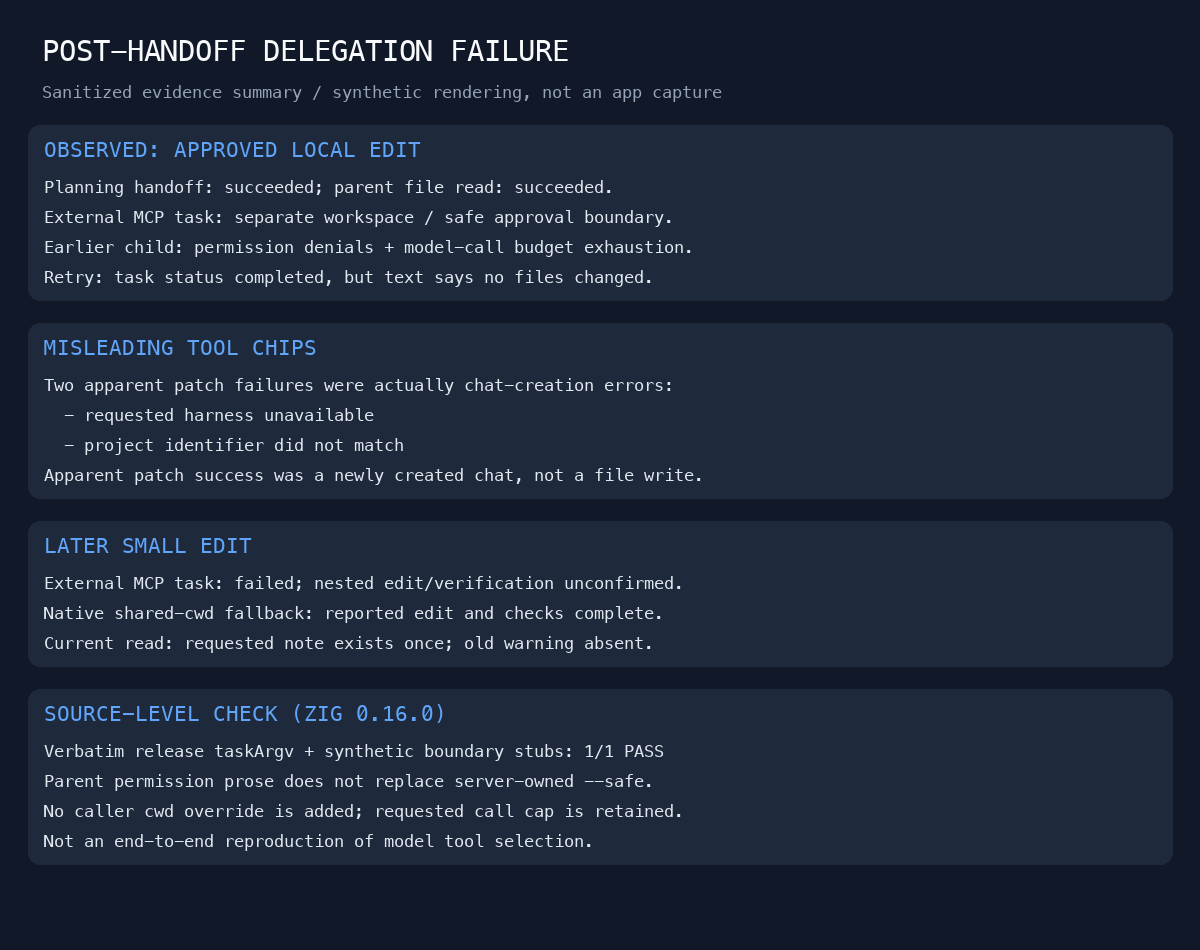 POST-HANDOFF DELEGATION FAILURE
Sanitized evidence summary / synthetic rendering, not an app capture
OBSERVED: APPROVED LOCAL EDIT
Planning handoff: succeeded; parent file read: succeeded.
External MCP task: separate workspace / safe approval boundary.
Earlier child: permission denials + model-call budget exhaustion.
Retry: task status completed, but text says no files changed.
MISLEADING TOOL CHIPS
Two apparent patch failures were actually chat-creation errors:
- requested harness unavailable
- project identifier did not match
Apparent patch success was a newly created chat, not a file write.
LATER SMALL EDIT
External MCP task: failed; nested edit/verification unconfirmed.
Native shared-cwd fallback: reported edit and checks complete.
Current read: requested note exists once; old warning absent.
SOURCE-LEVEL CHECK (ZIG 0.16.0)
Verbatim release taskArgv + synthetic boundary stubs: 1/1 PASS
Parent permission prose does not replace server-owned --safe.
No caller cwd override is added; requested call cap is retained.
Not an end-to-end reproduction of model tool selection.